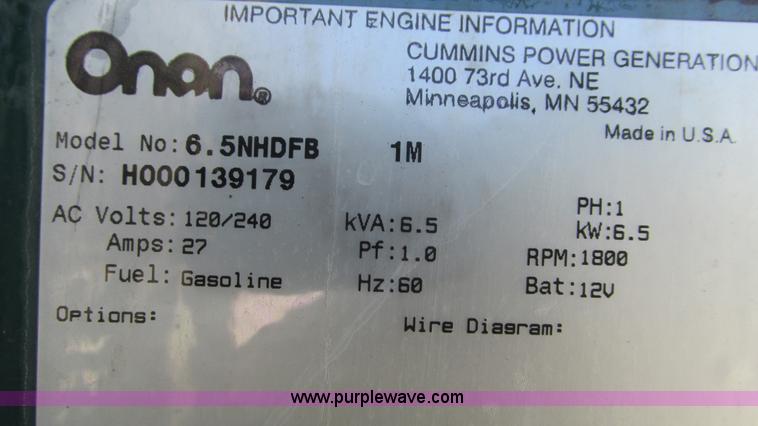 IMPORTANT ENGINE INFORMATION
Onan®
CUMMINS POWER GENERATION
1400 73rd Ave. NE
Minneapolis, MN 55432
Made in U.S.A.
Model No: 6.5NHDFB 1M
S/N: H000139179
PH:1
AC Volts: 120/240 kVA:6.5 kW:6.5
Amps: 27 Pf:1.0 RPM:1800
Fuel: Gasoline Hz:60 Bat:12V
Options: Wire Diagram:
www.purplewave.com